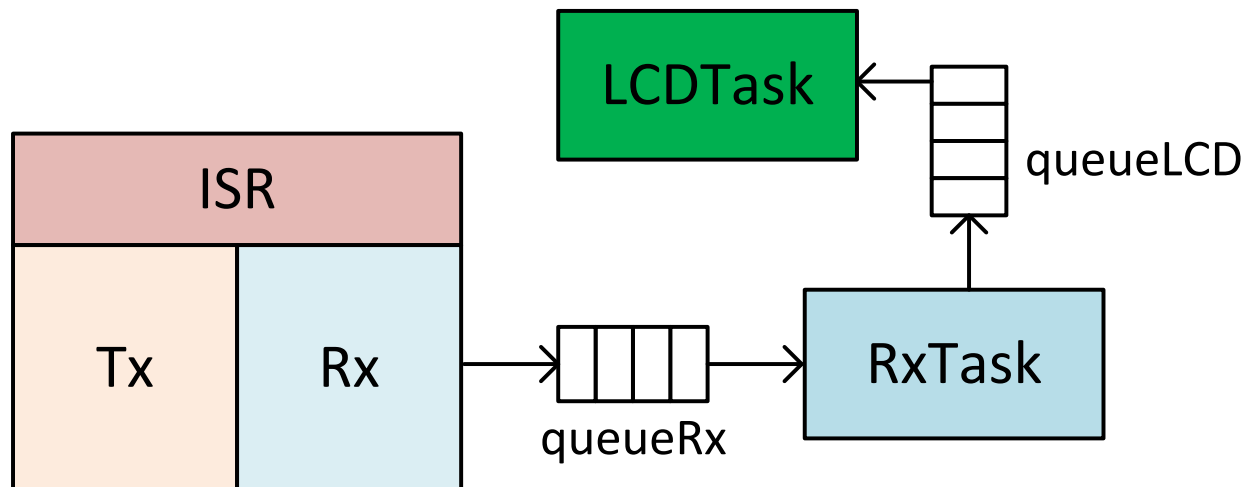 LCDTask
queueLCD
ISR
Tx
Rx
queueRx
RxTask